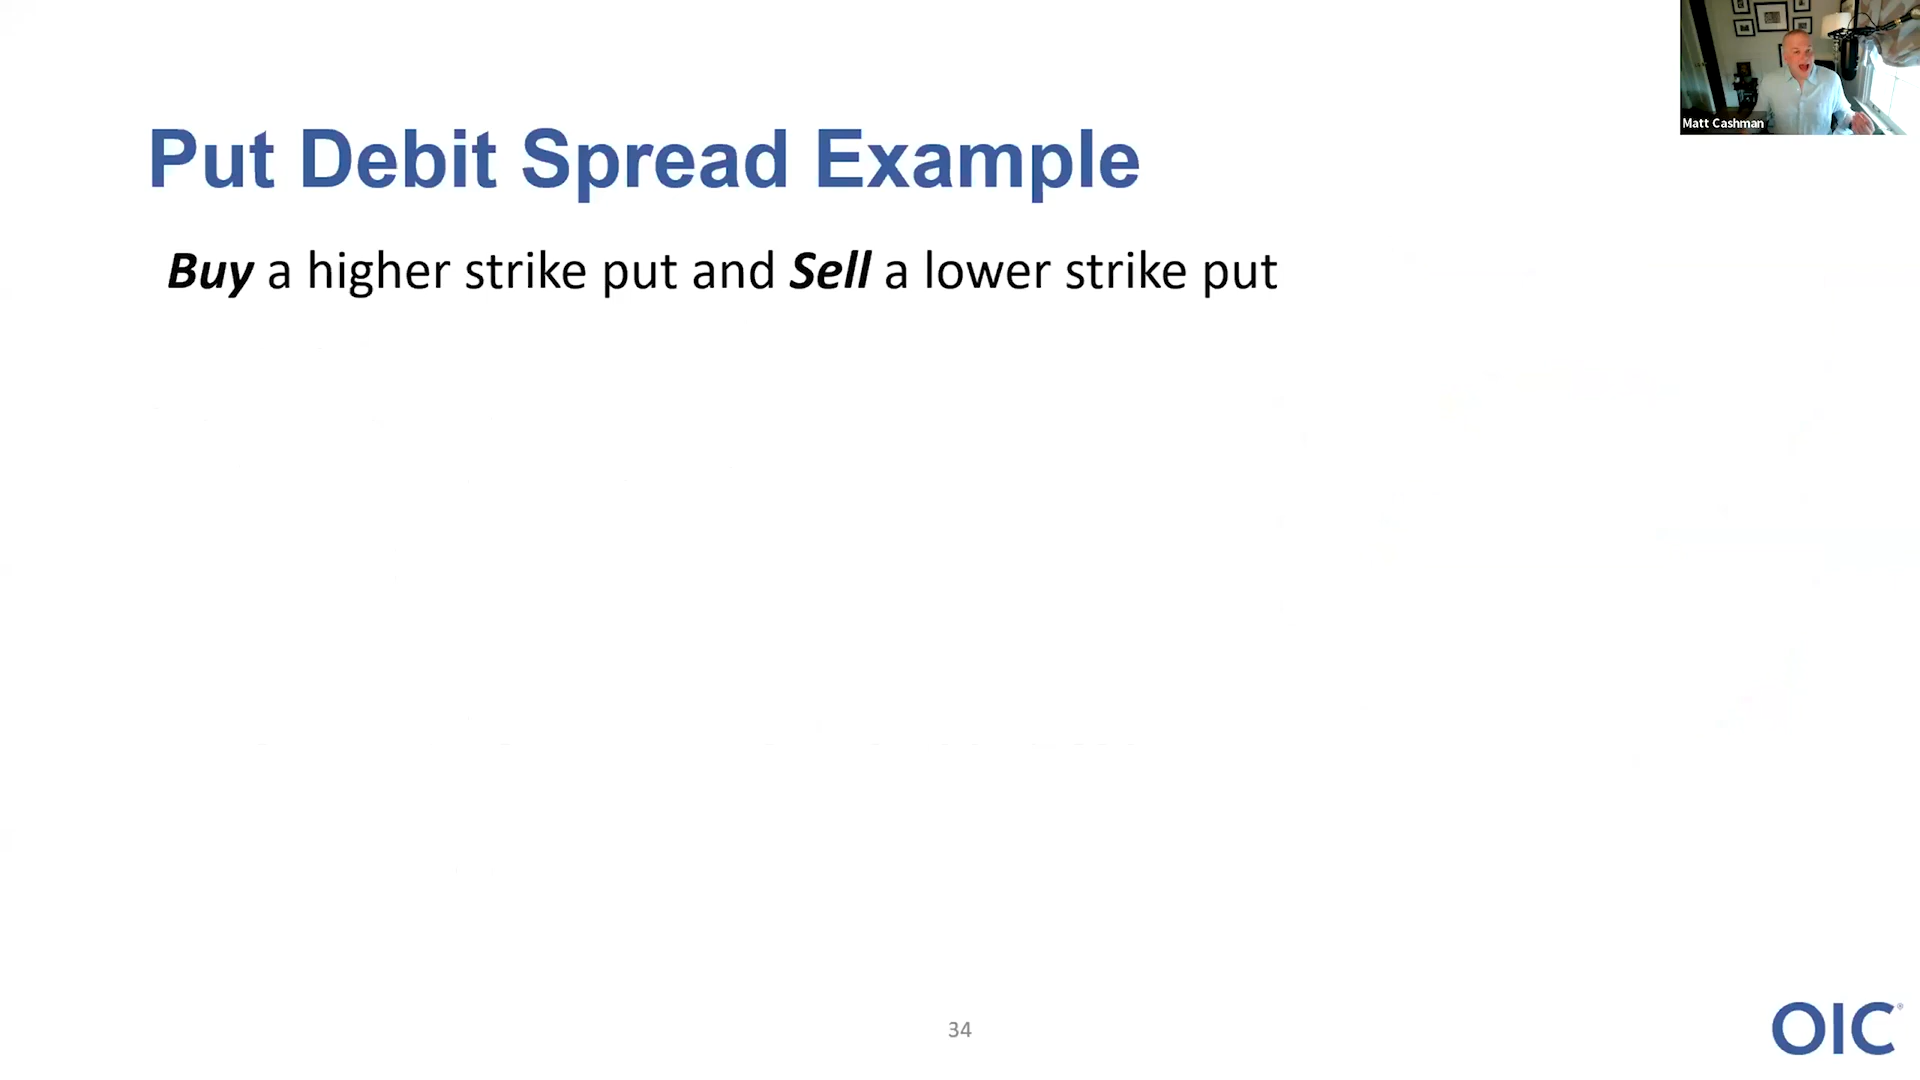 Matt Cashman
Put Debit Spread Example
Buy a higher strike put and Sell a lower strike put
34
OIC®